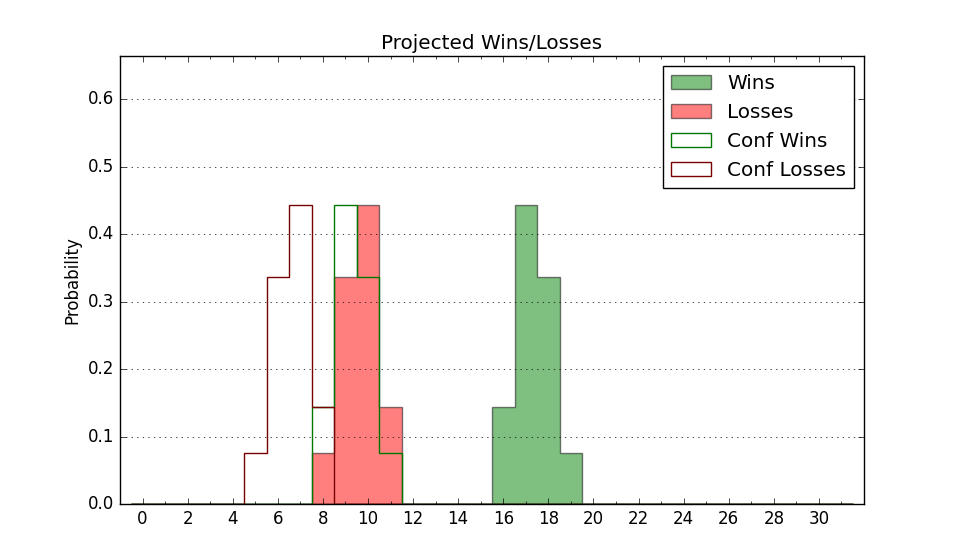 Projected Wins/Losses
Wins
Losses
Conf Wins
Conf Losses
Probability
0.6
0.5
0.4
0.3
0.2
0.1
0.0
0 2 4 6 8 10 12 14 16 18 20 22 24 26 28 30